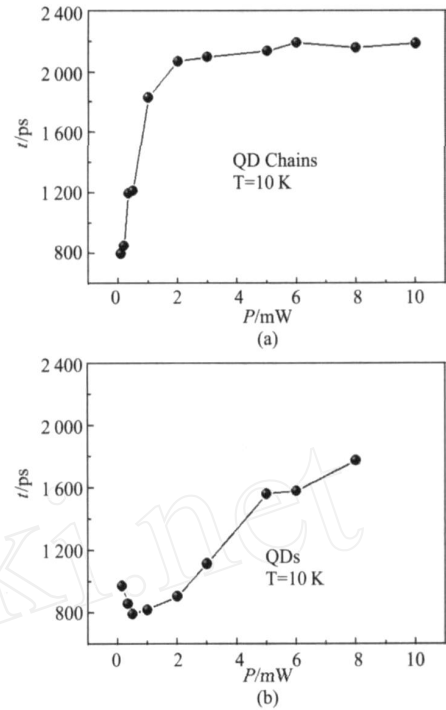 2 400
2 000
1 600
1 200
800
t/ps
QD Chains
T=10 K
0 2 4 6 8 10
P/mW
(a)
2 400
2 000
1 600
1 200
800
t/ps
QDs
T=10 K
0 2 4 6 8 10
P/mW
(b)
ki.net